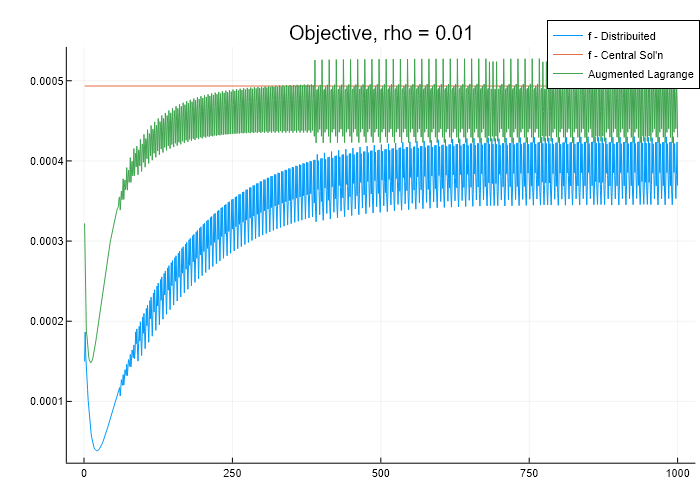 Objective, rho = 0.01
f - Distribuited
f - Central Sol'n
Augmented Lagrange
0.0005
0.0004
0.0003
0.0002
0.0001
0
250
500
750
1000